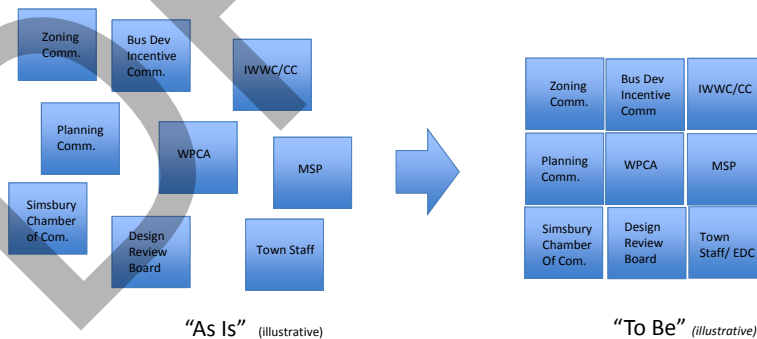 Zoning
Comm.
Bus Dev
Incentive
Comm.
IWWC/CC
Planning
Comm.
WPCA
MSP
Simsbury
Chamber
of Com.
Design
Review
Board
Town Staff
"As Is" (illustrative)
Zoning
Comm.
Bus Dev
Incentive
Comm
IWWC/CC
Planning
Comm.
WPCA
MSP
Simsbury
Chamber
Of Com.
Design
Review
Board
Town
Staff/ EDC
"To Be" (illustrative)